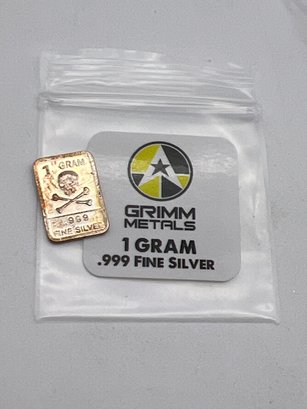 1 GRAM
.999
FINE SILVER
GRIMM
METALS
1 GRAM
.999 FINE SILVER